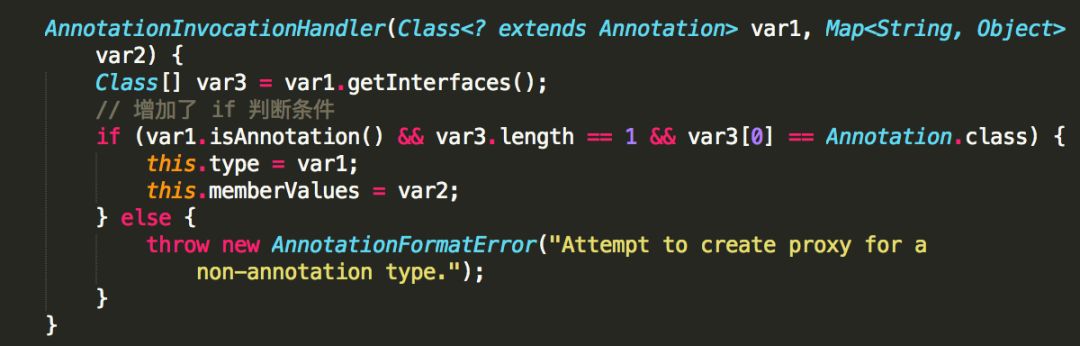 AnnotationInvocationHandler(Class<? extends Annotation> var1, Map<String, Object>
var2) {
Class[] var3 = var1.getInterfaces();
// 增加了 if 判断条件
if (var1.isAnnotation() && var3.length == 1 && var3[0] == Annotation.class) {
this.type = var1;
this.memberValues = var2;
} else {
throw new AnnotationFormatError("Attempt to create proxy for a
non-annotation type.");
}
}